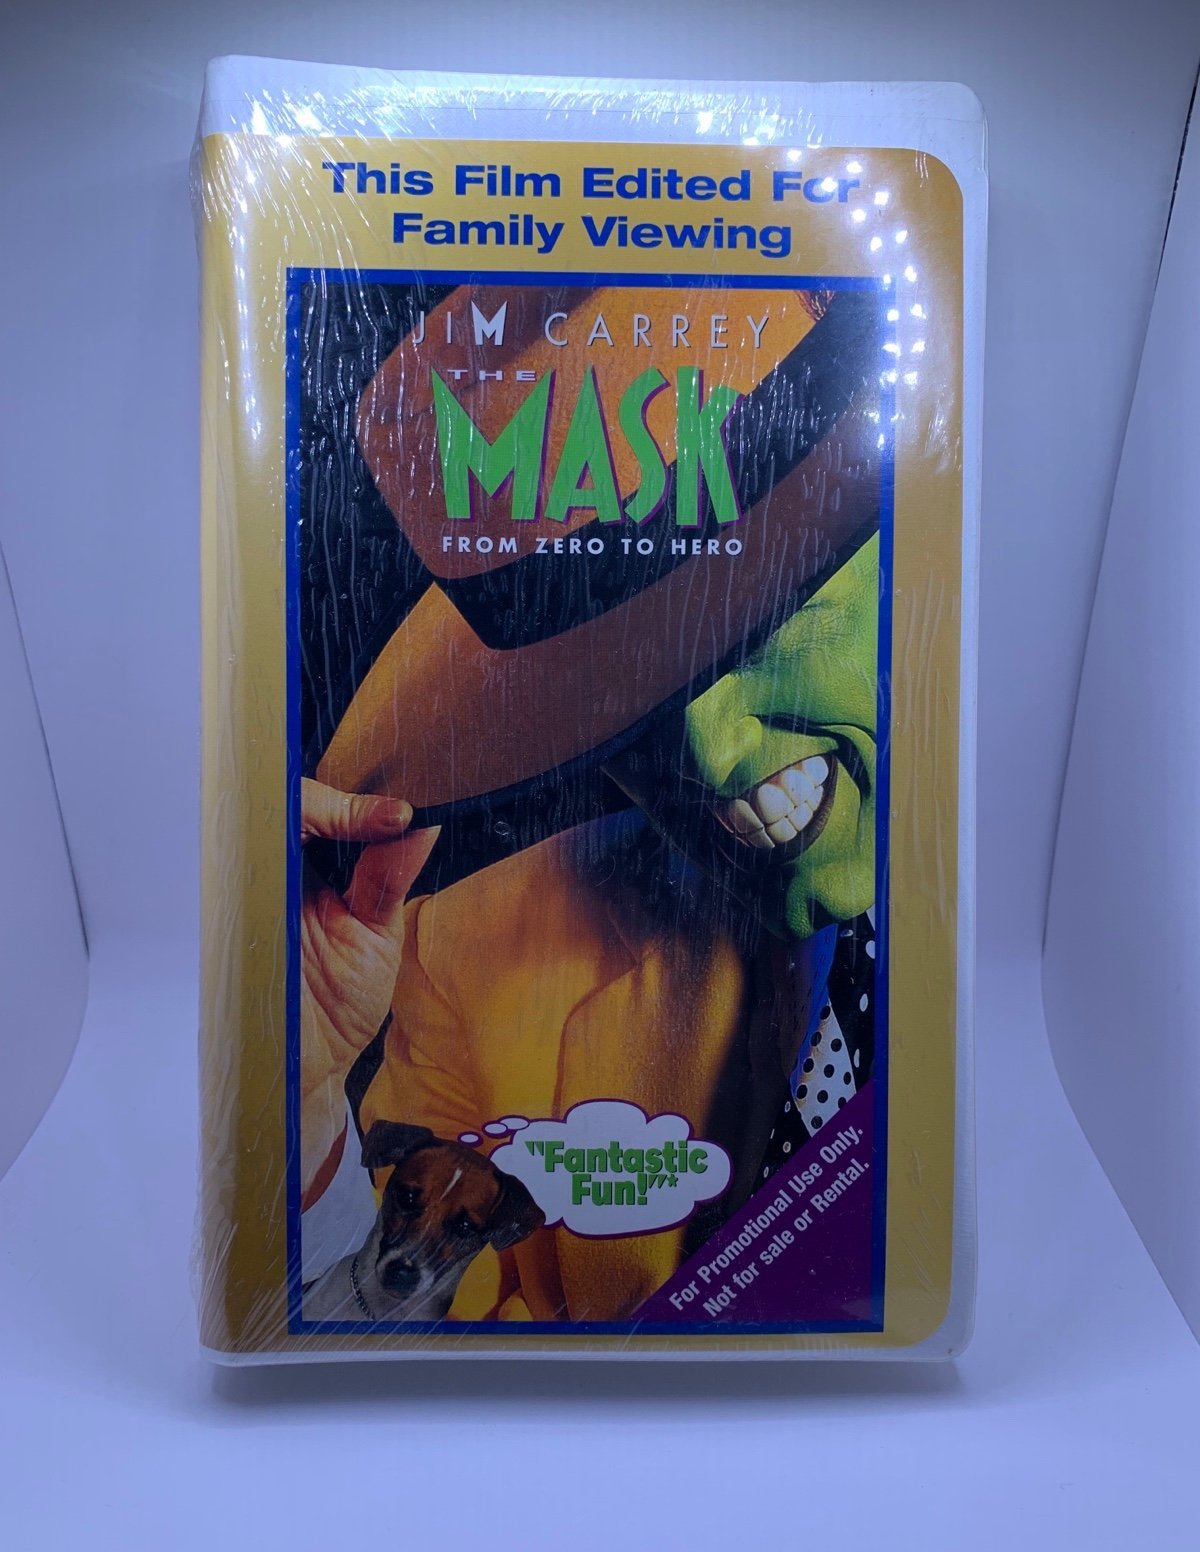 This Film Edited For
Family Viewing
JIM CARREY
THE
MASK
FROM ZERO TO HERO
"Fantastic
Fun!"*
For Promotional Use Only.
Not for sale or Rental.